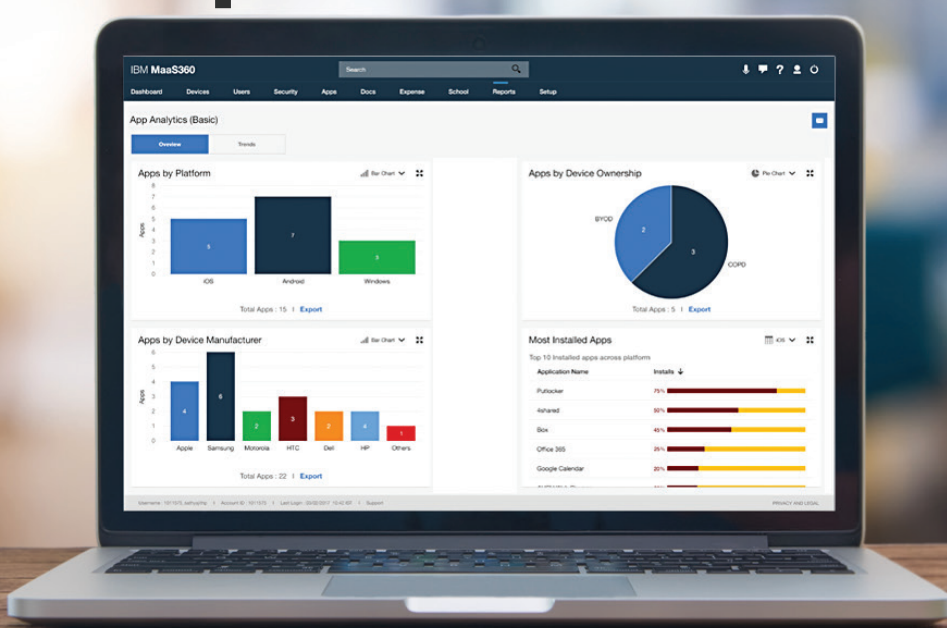 IBM MaaS360
Search
?
Dashboard Devices Users Security Apps Docs Expense School Reports Setup
App Analytics (Basic)
Overview Trends
Apps by Platform
Bar Chart
8
7
6
5
4
3
2
1
0
Apps
5
7
3
iOS Android Windows
Total Apps : 15 | Export
Apps by Device Ownership
Pie Chart
BYOD
2
3
COPD
Total Apps : 5 | Export
Apps by Device Manufacturer
Bar Chart
6
5
4
3
2
1
0
Apps
4
6
2
3
2
4
1
Apple Samsung Motorola HTC Dell HP Others
Total Apps : 22 | Export
Most Installed Apps
iOS
Top 10 Installed apps across platform
Application Name Installs ↓
Putlocker 75%
4shared 50%
Box 45%
Office 365 25%
Google Calendar 20%
Account ID : Last Login : | Support
PRIVACY AND LEGAL